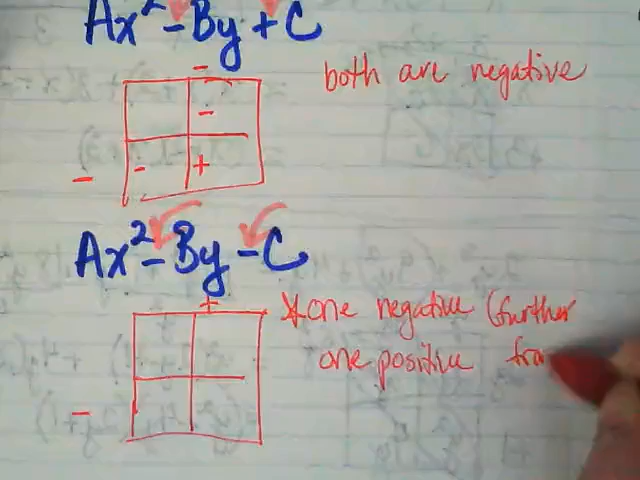 Ax² - By + C
-
both are negative
-
- - +
Ax² - By - C
+
*one negative (further
one positive
-